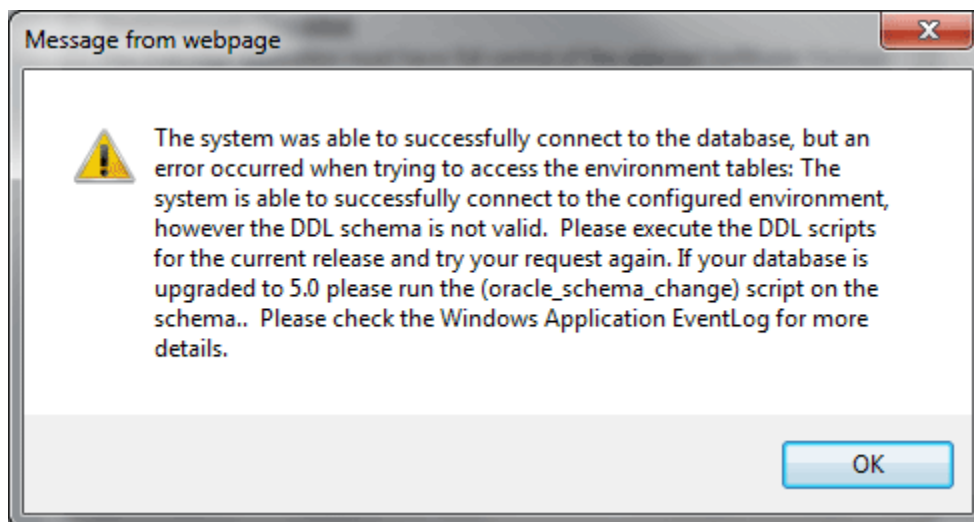 Message from webpage
The system was able to successfully connect to the database, but an
error occurred when trying to access the environment tables: The
system is able to successfully connect to the configured environment,
however the DDL schema is not valid.  Please execute the DDL scripts
for the current release and try your request again. If your database is
upgraded to 5.0 please run the (oracle_schema_change) script on the
schema..  Please check the Windows Application EventLog for more
details.
OK